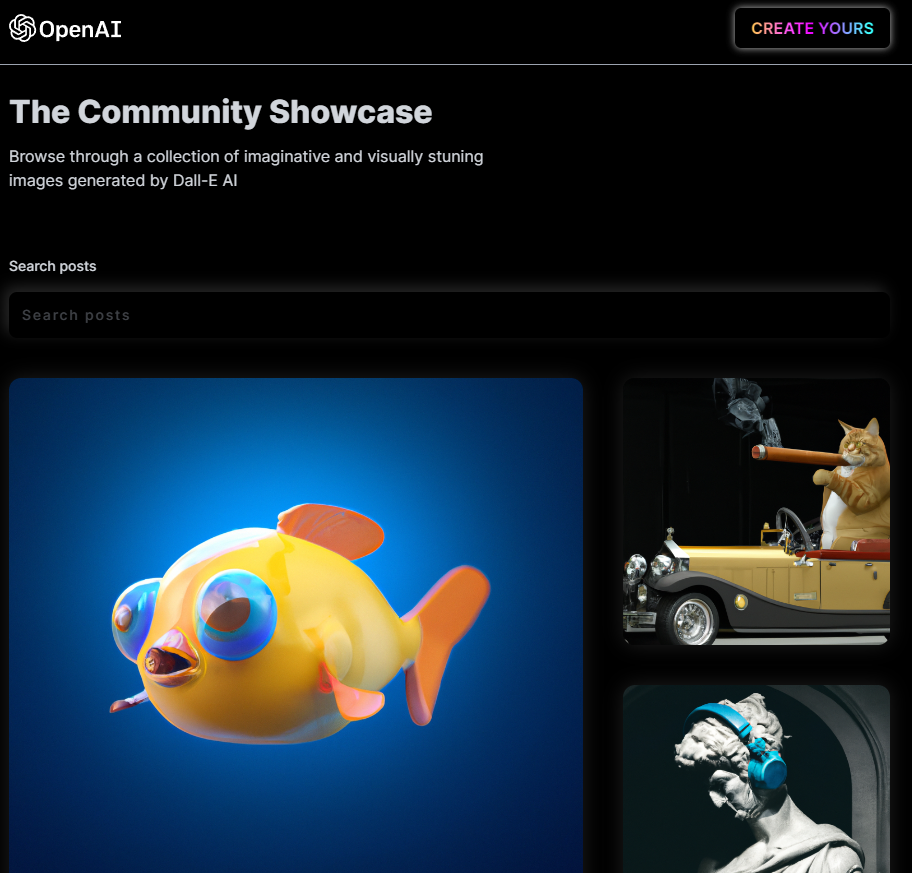 OpenAI
CREATE YOURS
The Community Showcase
Browse through a collection of imaginative and visually stuning
images generated by Dall-E AI
Search posts
Search posts